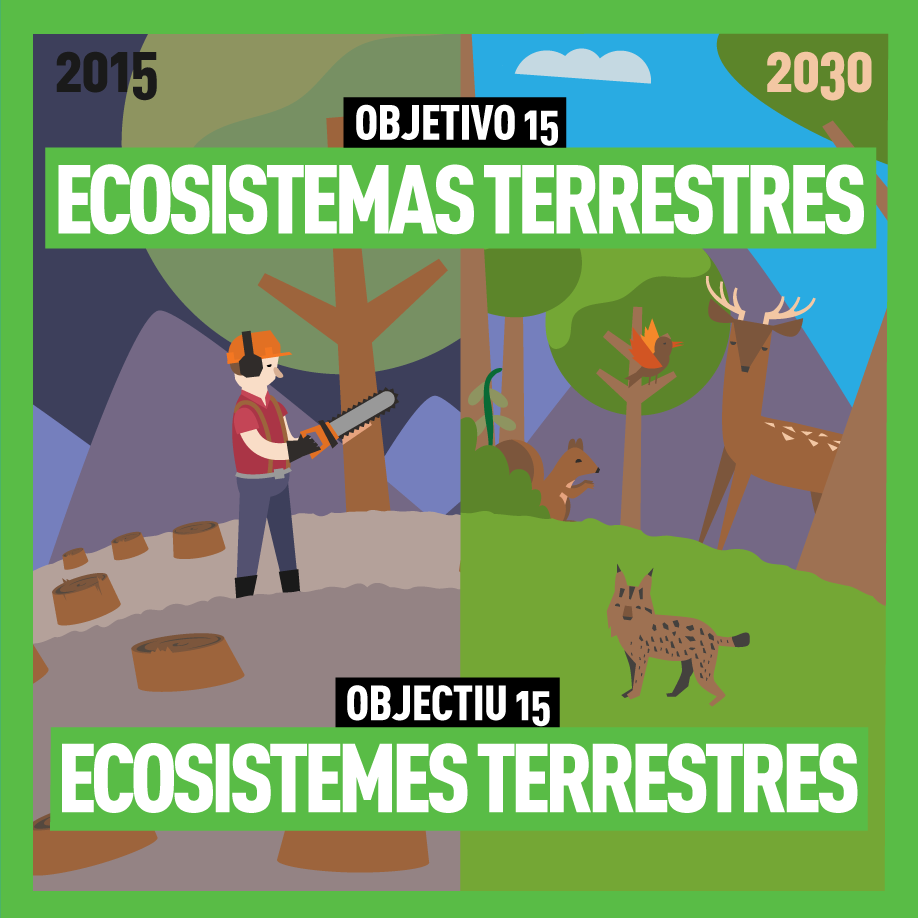 2015
2030
OBJETIVO 15
ECOSISTEMAS TERRESTRES
OBJECTIU 15
ECOSISTEMES TERRESTRES